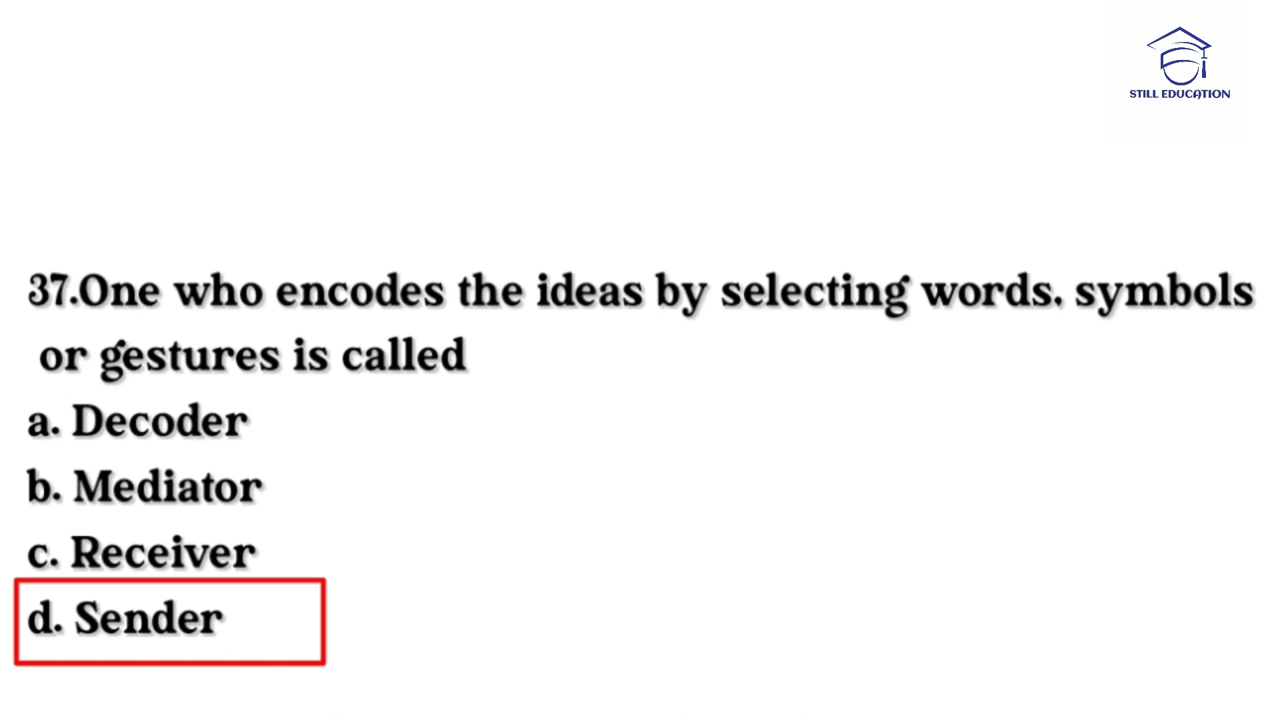 STILL EDUCATION
37.One who encodes the ideas by selecting words. symbols
or gestures is called
a. Decoder
b. Mediator
c. Receiver
d. Sender